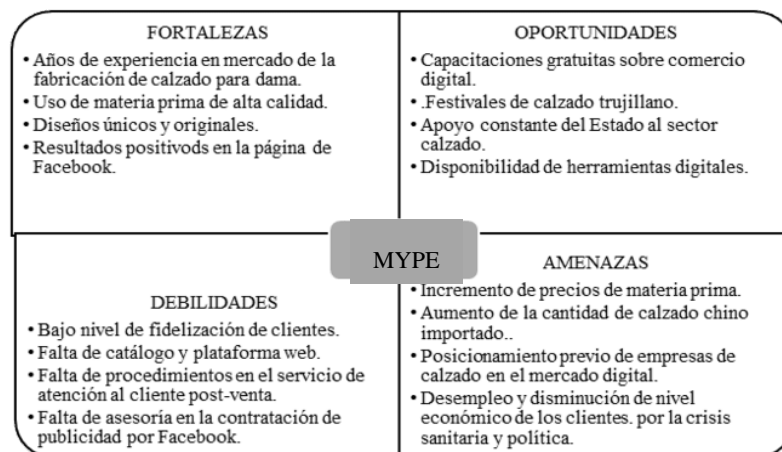 FORTALEZAS
• Años de experiencia en mercado de la
fabricación de calzado para dama.
• Uso de materia prima de alta calidad.
• Diseños únicos y originales.
• Resultados positivods en la página de
Facebook.
OPORTUNIDADES
• Capacitaciones gratuitas sobre comercio
digital.
• .Festivales de calzado trujillano.
• Apoyo constante del Estado al sector
calzado.
• Disponibilidad de herramientas digitales.
MYPE
DEBILIDADES
• Bajo nivel de fidelización de clientes.
• Falta de catálogo y plataforma web.
• Falta de procedimientos en el servicio de
atención al cliente post-venta.
• Falta de asesoría en la contratación de
publicidad por Facebook.
AMENAZAS
• Incremento de precios de materia prima.
• Aumento de la cantidad de calzado chino
importado..
• Posicionamiento previo de empresas de
calzado en el mercado digital.
• Desempleo y disminución de nivel
económico de los clientes. por la crisis
sanitaria y política.